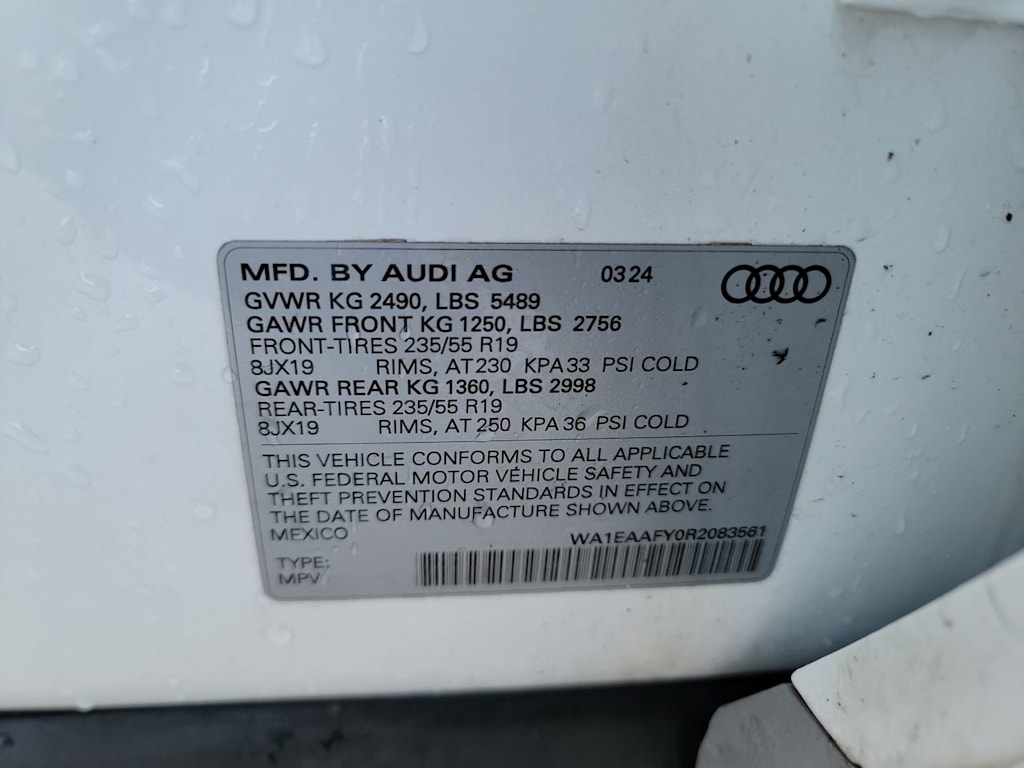 MFD. BY AUDI AG 03 24
GVWR KG 2490, LBS 5489
GAWR FRONT KG 1250, LBS 2756
FRONT-TIRES 235/55 R19
8JX19 RIMS, AT 230 KPA 33 PSI COLD
GAWR REAR KG 1360, LBS 2998
REAR-TIRES 235/55 R19
8JX19 RIMS, AT 250 KPA 36 PSI COLD
THIS VEHICLE CONFORMS TO ALL APPLICABLE
U.S. FEDERAL MOTOR VEHICLE SAFETY AND
THEFT PREVENTION STANDARDS IN EFFECT ON
THE DATE OF MANUFACTURE SHOWN ABOVE.
MEXICO WA1EAAFY0R2083561
TYPE:
MPV